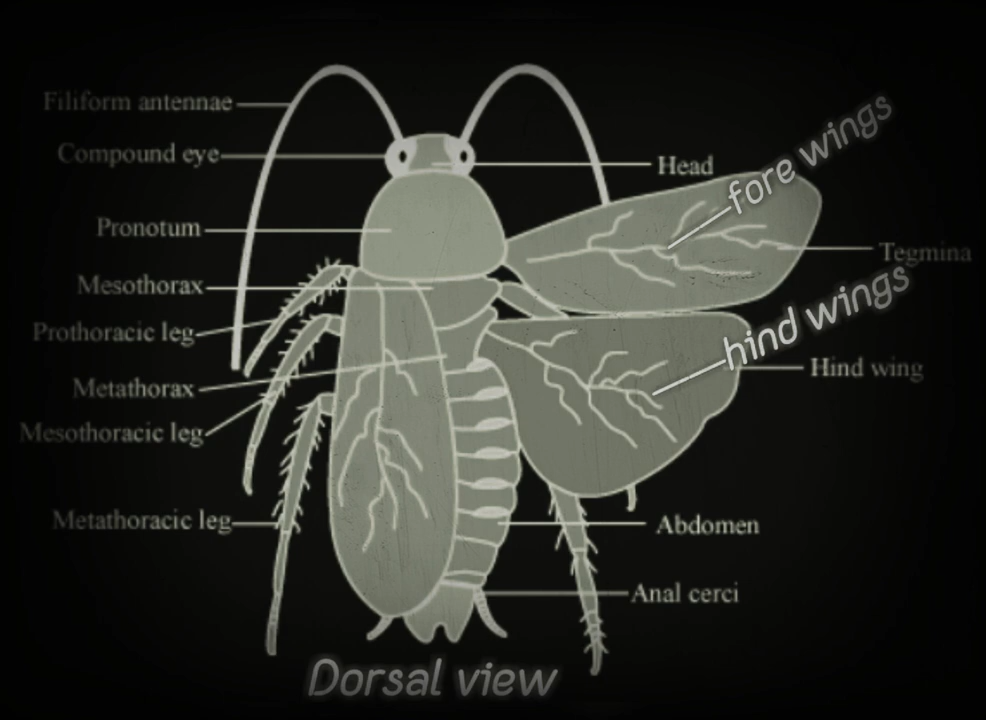 Filiform antennae
Compound eye
Head
fore wings
Pronotum
Tegmina
Mesothorax
Prothoracic leg
hind wings
Hind wing
Metathorax
Mesothoracic leg
Metathoracic leg
Abdomen
Anal cerci
Dorsal view